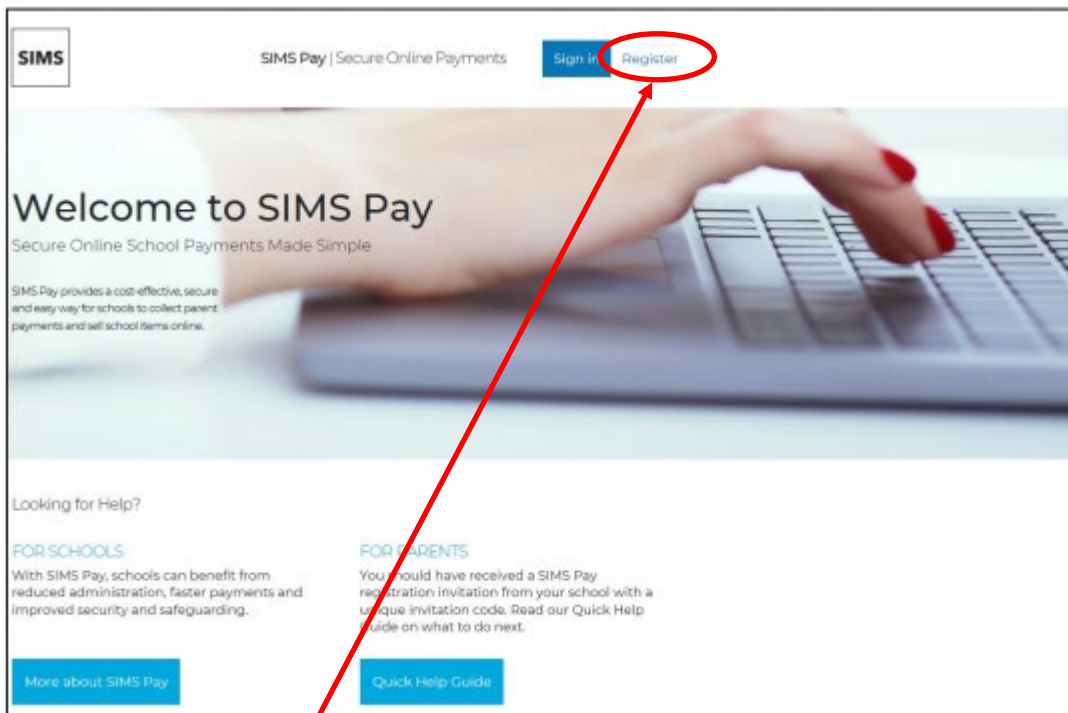 SIMS
SIMS Pay | Secure Online Payments
Sign in
Register
Welcome to SIMS Pay
Secure Online School Payments Made Simple
SIMS Pay provides a cost-effective, secure
and easy way for schools to collect parent
payments and sell school items online.
Looking for Help?
FOR SCHOOLS
With SIMS Pay, schools can benefit from
reduced administration, faster payments and
improved security and safeguarding.
More about SIMS Pay
FOR PARENTS
You should have received a SIMS Pay
registration invitation from your school with a
unique invitation code. Read our Quick Help
Guide on what to do next.
Quick Help Guide